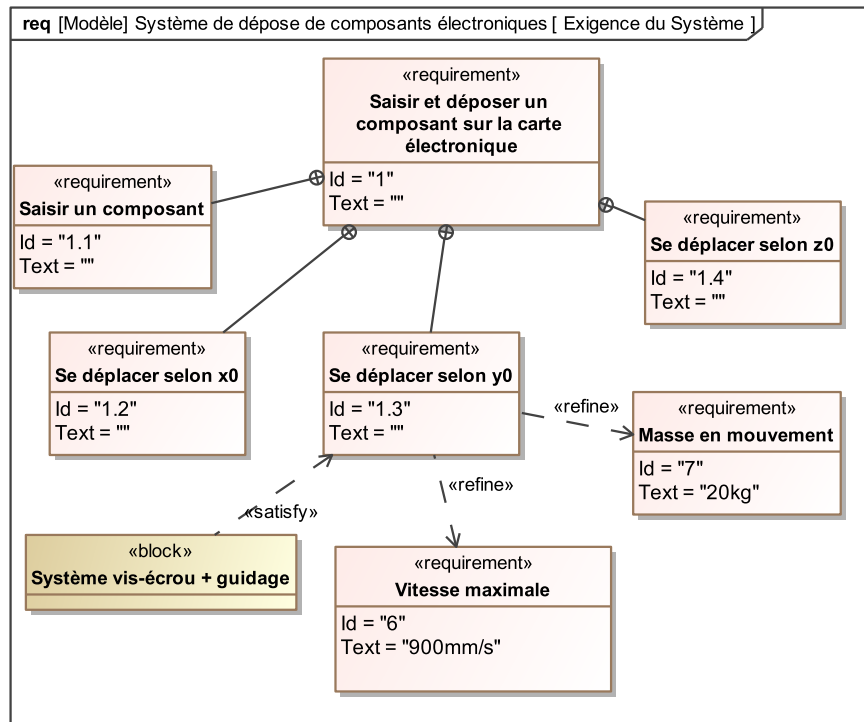 req [Modèle] Système de dépose de composants électroniques [ Exigence du Système ]
«requirement»
Saisir et déposer un
composant sur la carte
électronique
Id = "1"
Text = ""
«requirement»
Saisir un composant
Id = "1.1"
Text = ""
«requirement»
Se déplacer selon z0
Id = "1.4"
Text = ""
«requirement»
Se déplacer selon x0
Id = "1.2"
Text = ""
«requirement»
Se déplacer selon y0
Id = "1.3"
Text = ""
«refine»
«requirement»
Masse en mouvement
Id = "7"
Text = "20kg"
«refine»
«satisfy»
«block»
Système vis-écrou + guidage
«requirement»
Vitesse maximale
Id = "6"
Text = "900mm/s"